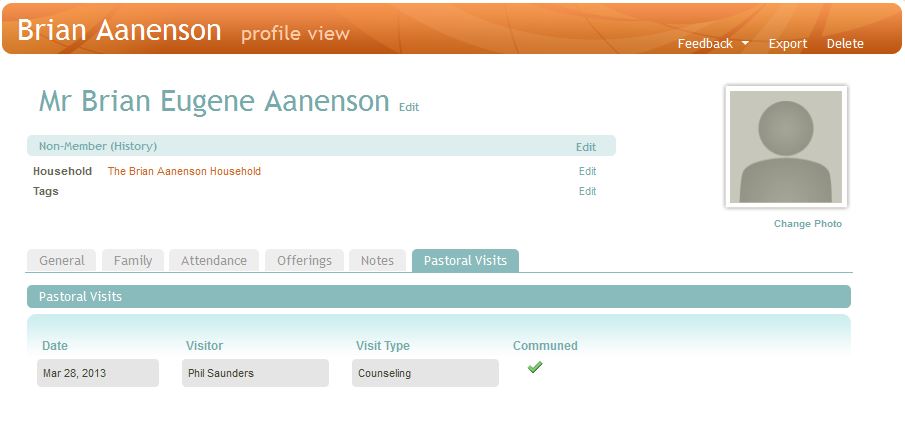 Brian Aanenson profile view
Feedback Export Delete
Mr Brian Eugene Aanenson Edit
Non-Member (History) Edit
Household The Brian Aanenson Household Edit
Tags Edit
Change Photo
General Family Attendance Offerings Notes Pastoral Visits
Pastoral Visits
Date Visitor Visit Type Communed
Mar 28, 2013 Phil Saunders Counseling